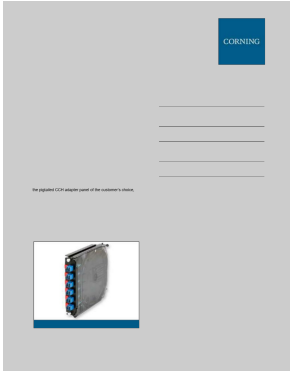 CORNING
the pigtailed CCH adapter panel of the customer's choice.